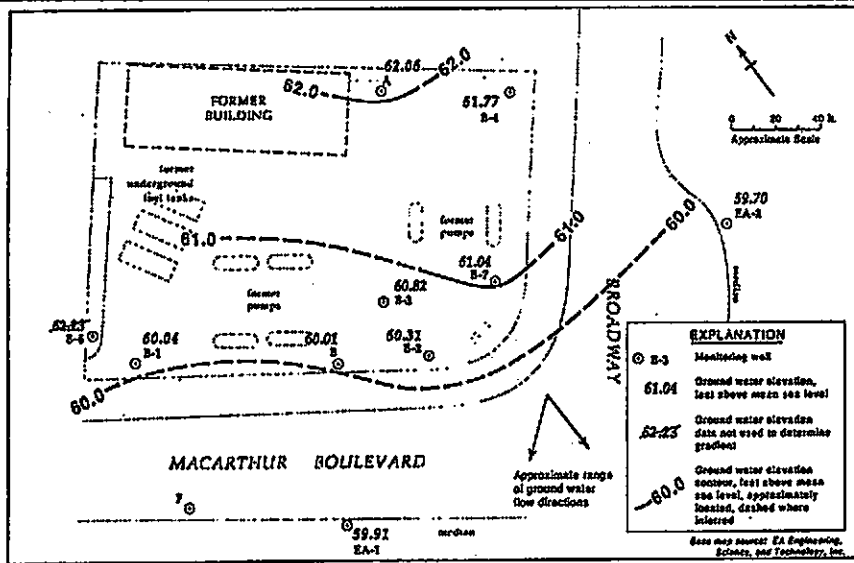 N
0 20 40 ft.
Approximate Scale
62.06
A
62.0
62.0
FORMER
BUILDING
61.77
S-4
former
underground
fuel tanks
former
pumps
59.70
EA-2
61.0
61.0
60.0
61.04
S-7
60.82
S-3
former
pumps
62.23
S-6
60.04
S-1
60.01
B
60.31
S-2
60.0
BROADWAY
median
MACARTHUR BOULEVARD
Approximate range
of ground water
flow directions
59.91
EA-1
median
EXPLANATION
S-3 Monitoring well
61.04 Ground water elevation,
feet above mean sea level
62.23 Ground water elevation
data not used to determine
gradient
60.0 Ground water elevation
contour, feet above mean
sea level, approximately
located, dashed where
inferred
Base map source: EA Engineering,
Science, and Technology, Inc.